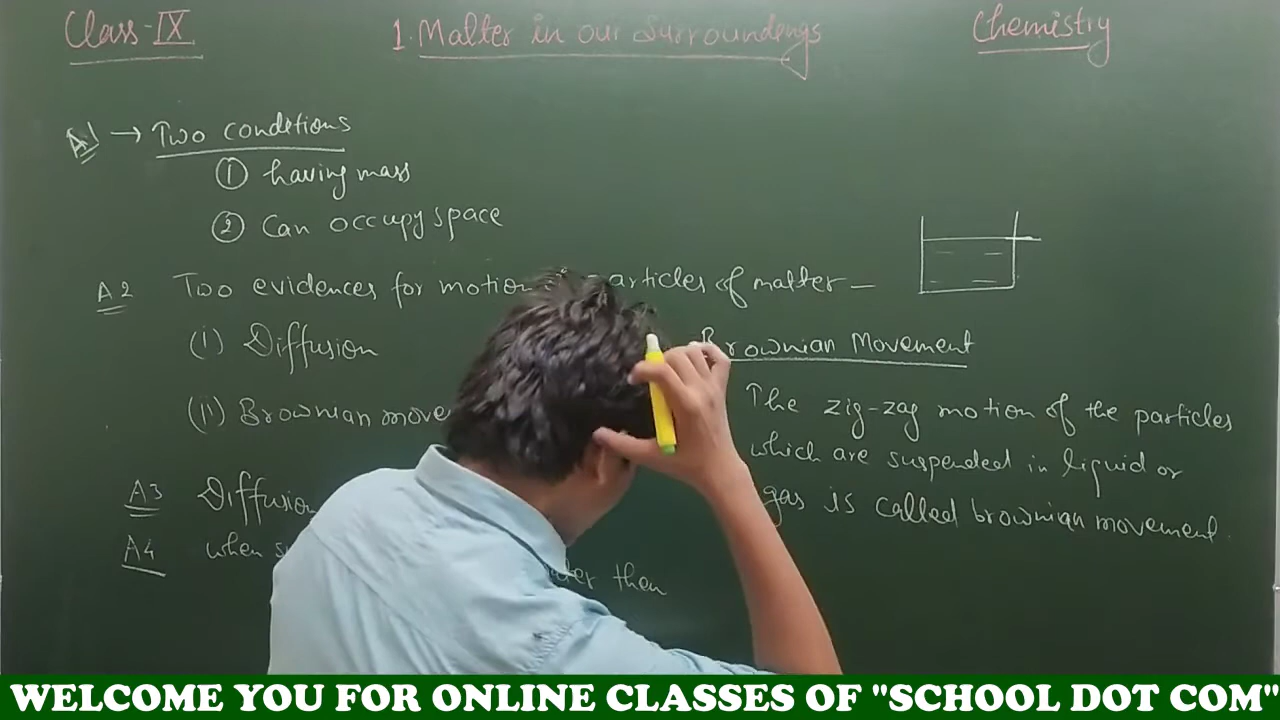 Class-IX
1. Matter in our Surroundings
Chemistry
A1 → Two conditions
① having mass
② Can occupy space
A2 Two evidences for motion articles of matter —
(i) Diffusion
(ii) Brownian move
Brownian Movement
The zig-zag motion of the particles
which are suspended in liquid or
gas is called brownian movement.
A3 Diffusion
A4 when then
WELCOME YOU FOR ONLINE CLASSES OF "SCHOOL DOT COM"